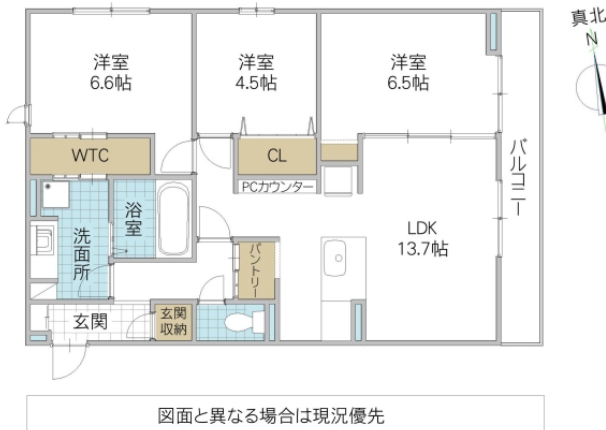 真北
N
洋室
6.6帖
洋室
4.5帖
洋室
6.5帖
バルコニー
WTC
CL
PCカウンター
浴室
洗面所
LDK
13.7帖
パントリー
玄関
玄関
収納
図面と異なる場合は現況優先